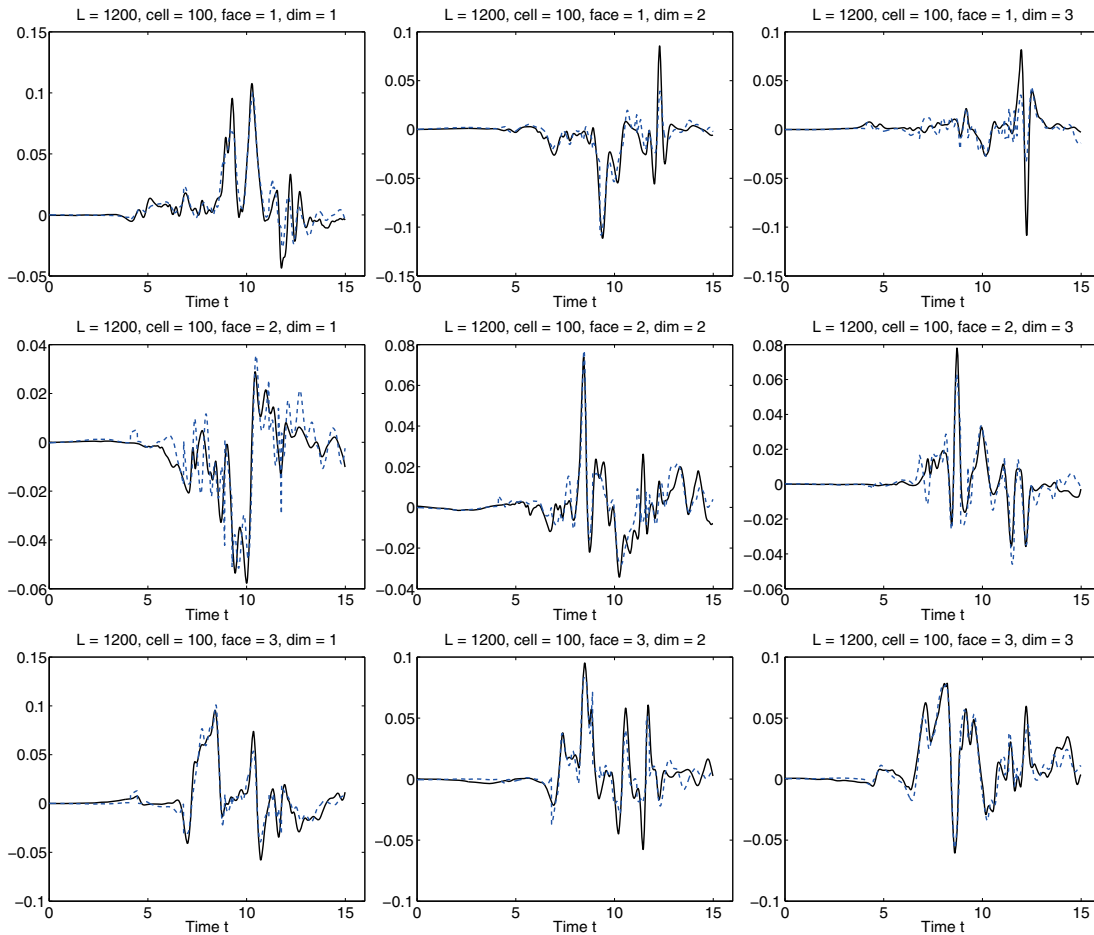 L = 1200, cell = 100, face = 1, dim = 1
0.15
0.1
0.05
0
−0.05
0 5 10 15
Time t
L = 1200, cell = 100, face = 1, dim = 2
0.1
0.05
0
−0.05
−0.1
−0.15
0 5 10 15
Time t
L = 1200, cell = 100, face = 1, dim = 3
0.1
0.05
0
−0.05
−0.1
−0.15
0 5 10 15
Time t
L = 1200, cell = 100, face = 2, dim = 1
0.04
0.02
0
−0.02
−0.04
−0.06
0 5 10 15
Time t
L = 1200, cell = 100, face = 2, dim = 2
0.08
0.06
0.04
0.02
0
−0.02
−0.04
0 5 10 15
Time t
L = 1200, cell = 100, face = 2, dim = 3
0.08
0.06
0.04
0.02
0
−0.02
−0.04
−0.06
0 5 10 15
Time t
L = 1200, cell = 100, face = 3, dim = 1
0.15
0.1
0.05
0
−0.05
−0.1
0 5 10 15
Time t
L = 1200, cell = 100, face = 3, dim = 2
0.1
0.05
0
−0.05
−0.1
0 5 10 15
Time t
L = 1200, cell = 100, face = 3, dim = 3
0.1
0.05
0
−0.05
−0.1
0 5 10 15
Time t